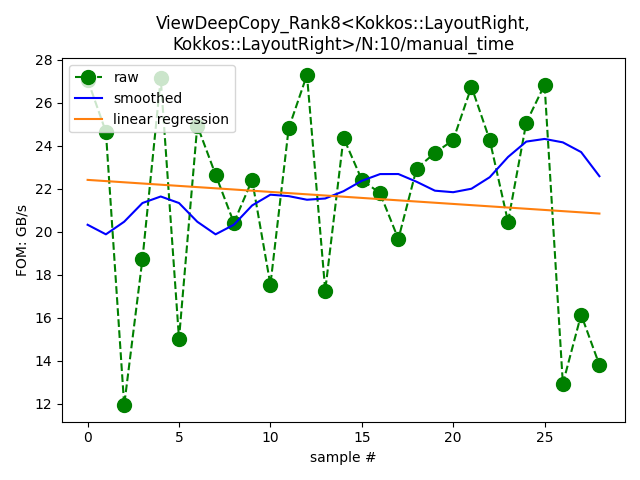 ViewDeepCopy_Rank8<Kokkos::LayoutRight,
Kokkos::LayoutRight>/N:10/manual_time
raw
smoothed
linear regression
FOM: GB/s
28
26
24
22
20
18
16
14
12
0
5
10
15
20
25
sample #